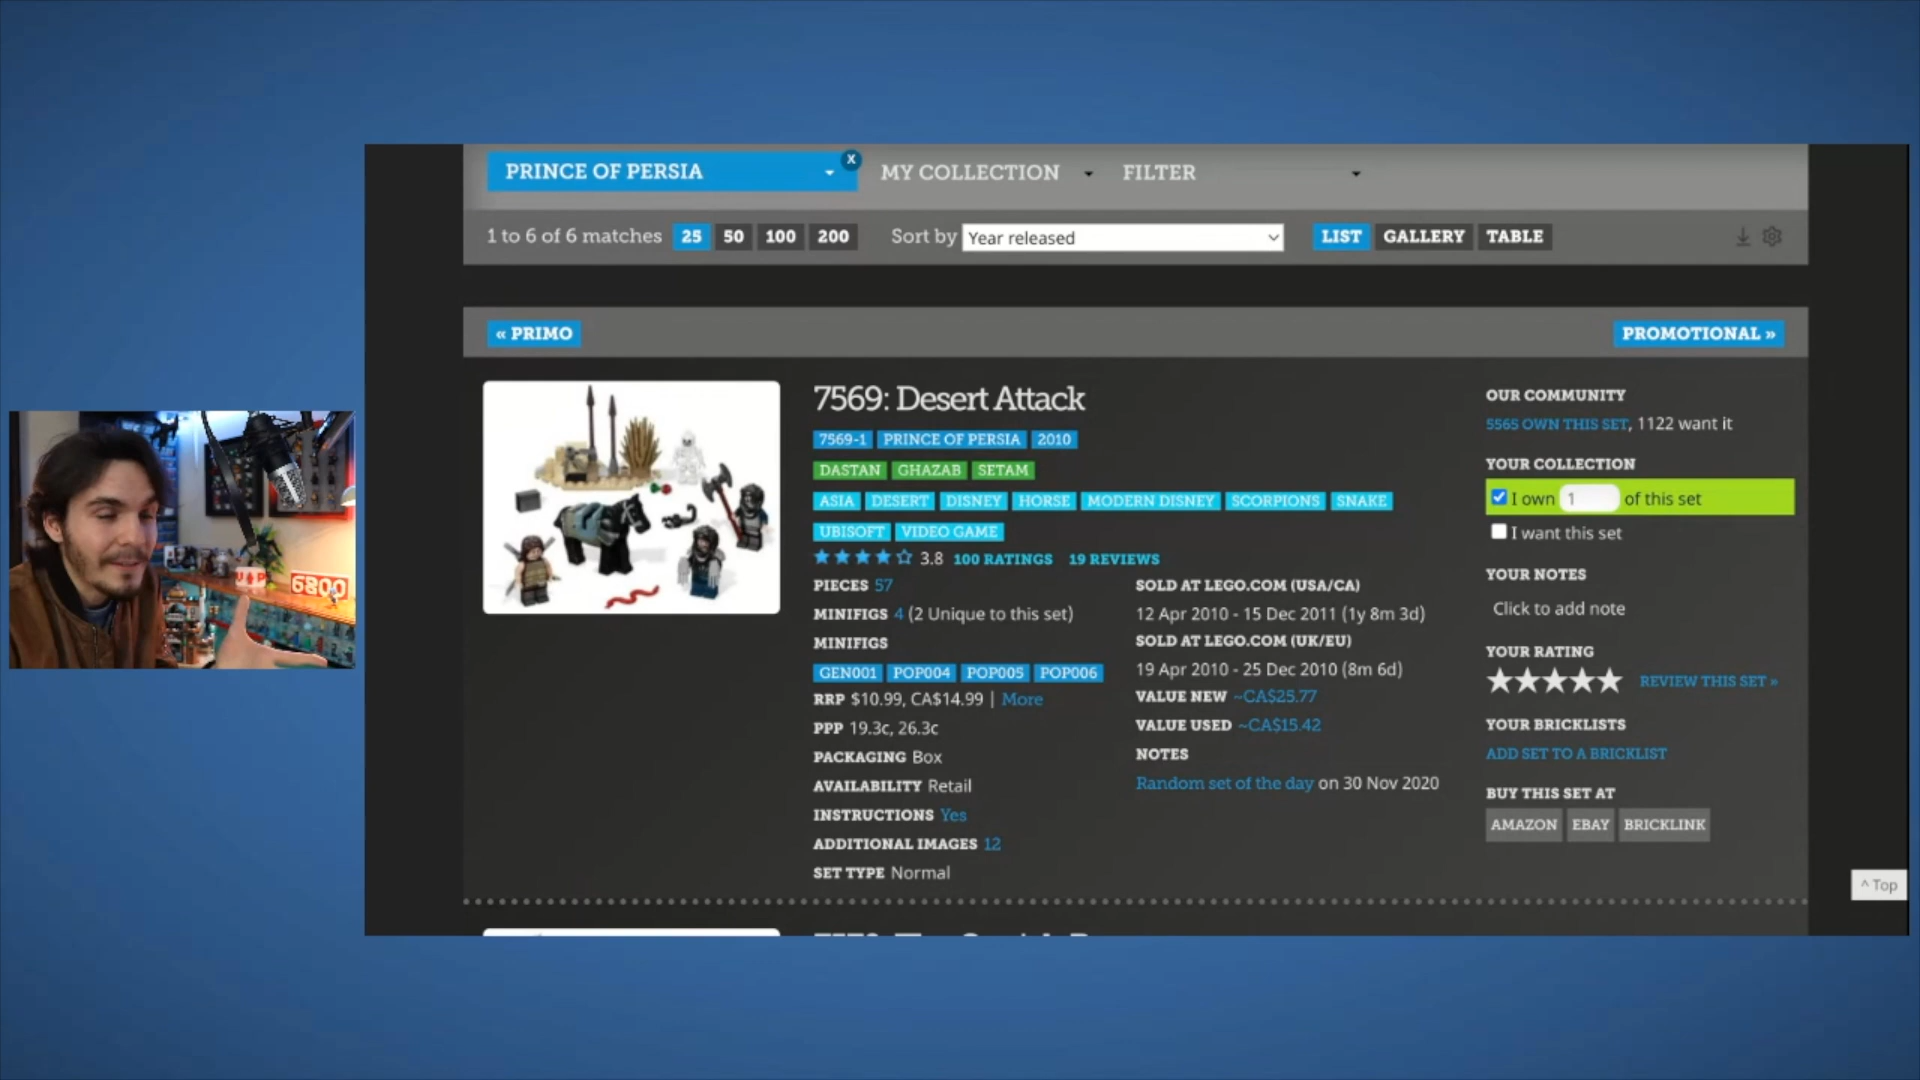 PRINCE OF PERSIA
x
MY COLLECTION
FILTER
1 to 6 of 6 matches 25 50 100 200 Sort by Year released LIST GALLERY TABLE
« PRIMO
PROMOTIONAL »
7569: Desert Attack
7569-1 PRINCE OF PERSIA 2010
DASTAN GHAZAB SETAM
ASIA DESERT DISNEY HORSE MODERN DISNEY SCORPIONS SNAKE
UBISOFT VIDEO GAME
3.8 100 RATINGS 19 REVIEWS
PIECES 57
MINIFIGS 4 (2 Unique to this set)
MINIFIGS
GEN001 POP004 POP005 POP006
RRP $10.99, CA$14.99 | More
PPP 19.3c, 26.3c
PACKAGING Box
AVAILABILITY Retail
INSTRUCTIONS Yes
ADDITIONAL IMAGES 12
SET TYPE Normal
SOLD AT LEGO.COM (USA/CA)
12 Apr 2010 - 15 Dec 2011 (1y 8m 3d)
SOLD AT LEGO.COM (UK/EU)
19 Apr 2010 - 25 Dec 2010 (8m 6d)
VALUE NEW ~CA$25.77
VALUE USED ~CA$15.42
NOTES
Random set of the day on 30 Nov 2020
OUR COMMUNITY
5565 OWN THIS SET, 1122 want it
YOUR COLLECTION
I own 1 of this set
I want this set
YOUR NOTES
Click to add note
YOUR RATING
REVIEW THIS SET »
YOUR BRICKLISTS
ADD SET TO A BRICKLIST
BUY THIS SET AT
AMAZON EBAY BRICKLINK
^ Top
6800